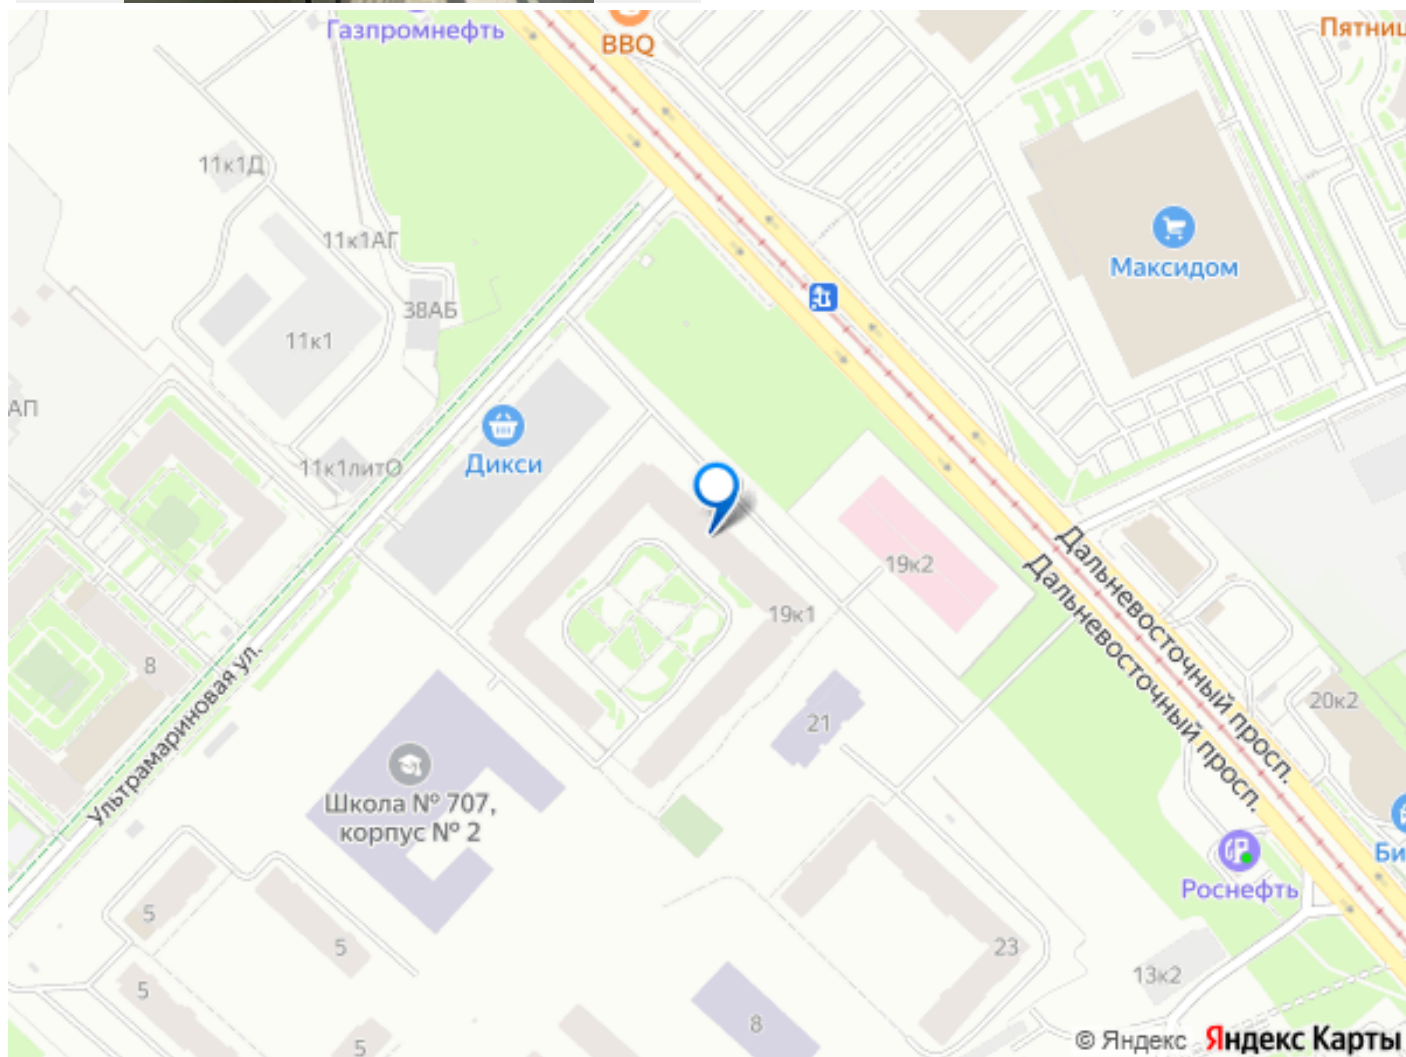 Газпромнефть
BBQ
Пятниц
11к1Д
11к1АГ
Максидом
38АБ
11к1
АП
Дикси
11к1литО
19к2
Дальневосточный просп.
Дальневосточный просп.
19к1
8
Ультрамариновая ул.
20к2
21
Школа № 707,
корпус № 2
Би
Роснефть
5
5
23
13к2
5
8
5
© Яндекс Яндекс Карты